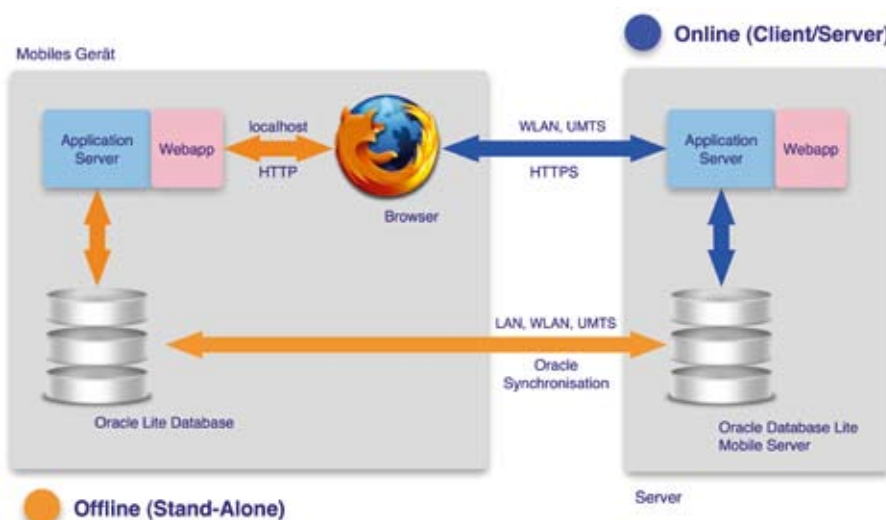 Online (Client/Server)
Mobiles Gerät
Application
Server
Webapp
localhost
HTTP
Browser
WLAN, UMTS
HTTPS
Application
Server
Webapp
LAN, WLAN, UMTS
Oracle
Synchronisation
Oracle Lite Database
Oracle Database Lite
Mobile Server
Offline (Stand-Alone)
Server